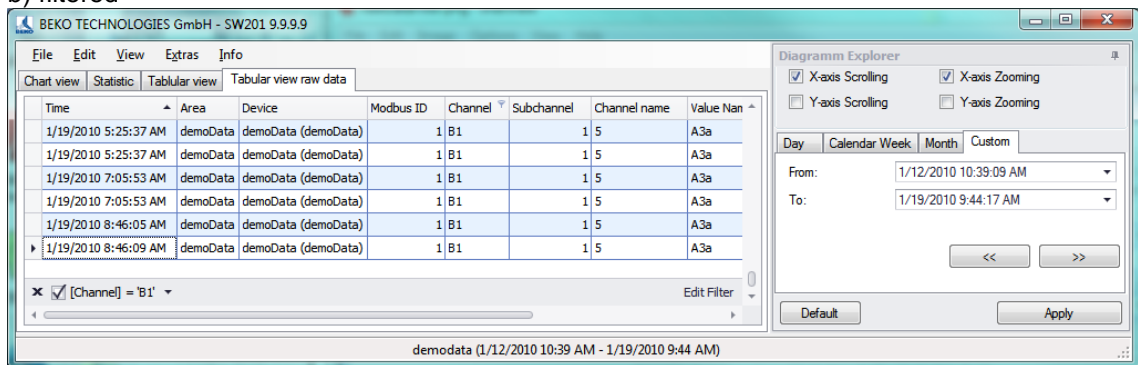 b) filtered
BEKO TECHNOLOGIES GmbH - SW201 9.9.9.9
File Edit View Extras Info
Chart view Statistic Tablular view Tabular view raw data
Time Area Device Modbus ID Channel Subchannel Channel name Value Nan
1/19/2010 5:25:37 AM demoData demoData (demoData) 1 B1 1 5 A3a
1/19/2010 5:25:37 AM demoData demoData (demoData) 1 B1 1 5 A3a
1/19/2010 7:05:53 AM demoData demoData (demoData) 1 B1 1 5 A3a
1/19/2010 7:05:53 AM demoData demoData (demoData) 1 B1 1 5 A3a
1/19/2010 8:46:05 AM demoData demoData (demoData) 1 B1 1 5 A3a
1/19/2010 8:46:09 AM demoData demoData (demoData) 1 B1 1 5 A3a
[Channel] = 'B1' Edit Filter
Diagramm Explorer
X-axis Scrolling X-axis Zooming
Y-axis Scrolling Y-axis Zooming
Day Calendar Week Month Custom
From: 1/12/2010 10:39:09 AM
To: 1/19/2010 9:44:17 AM
<< >>
Default Apply
demodata (1/12/2010 10:39 AM - 1/19/2010 9:44 AM)